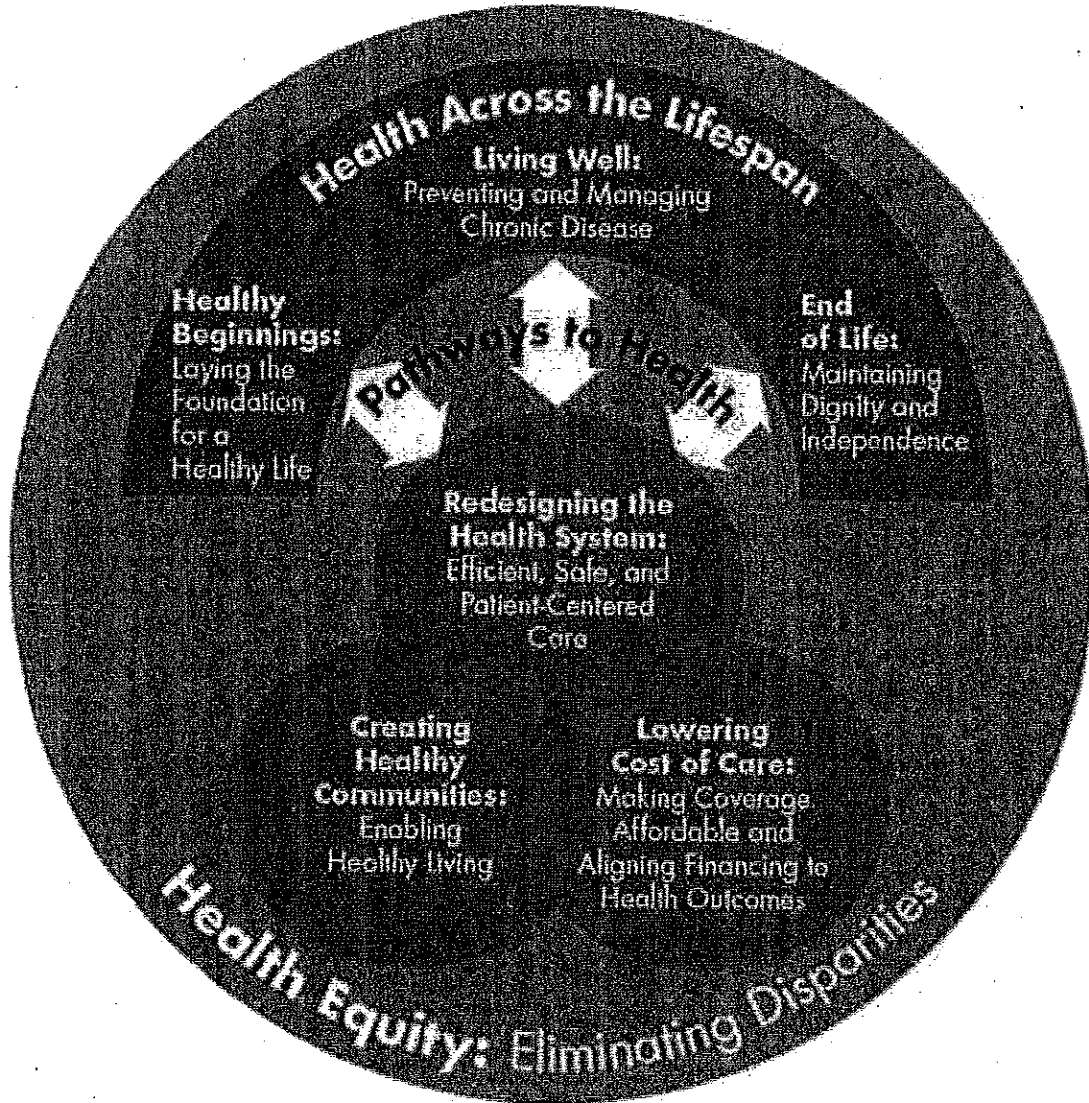 Health Across the Lifespan
Living Well:
Preventing and Managing
Chronic Disease
Healthy
Beginnings:
Laying the
Foundation
for a
Healthy Life
End
of Life:
Maintaining
Dignity and
Independence
Pathways to Health
Redesigning the
Health System:
Efficient, Safe, and
Patient-Centered
Care
Creating
Healthy
Communities:
Enabling
Healthy Living
Lowering
Cost of Care:
Making Coverage
Affordable and
Aligning Financing to
Health Outcomes
Health Equity: Eliminating Disparities